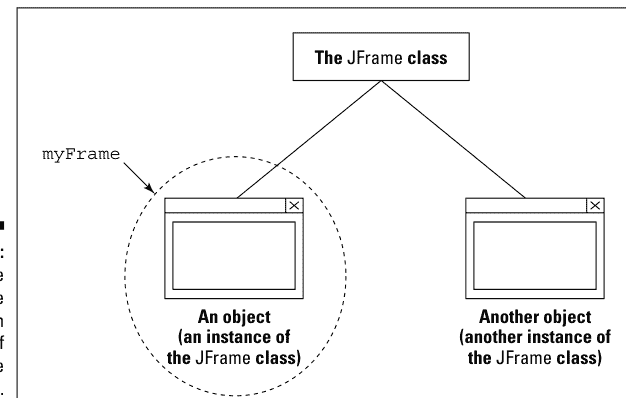 The JFrame class
myFrame
An object
(an instance of
the JFrame class)
Another object
(another instance of
the JFrame class)
:
e
e
n
f
e
.